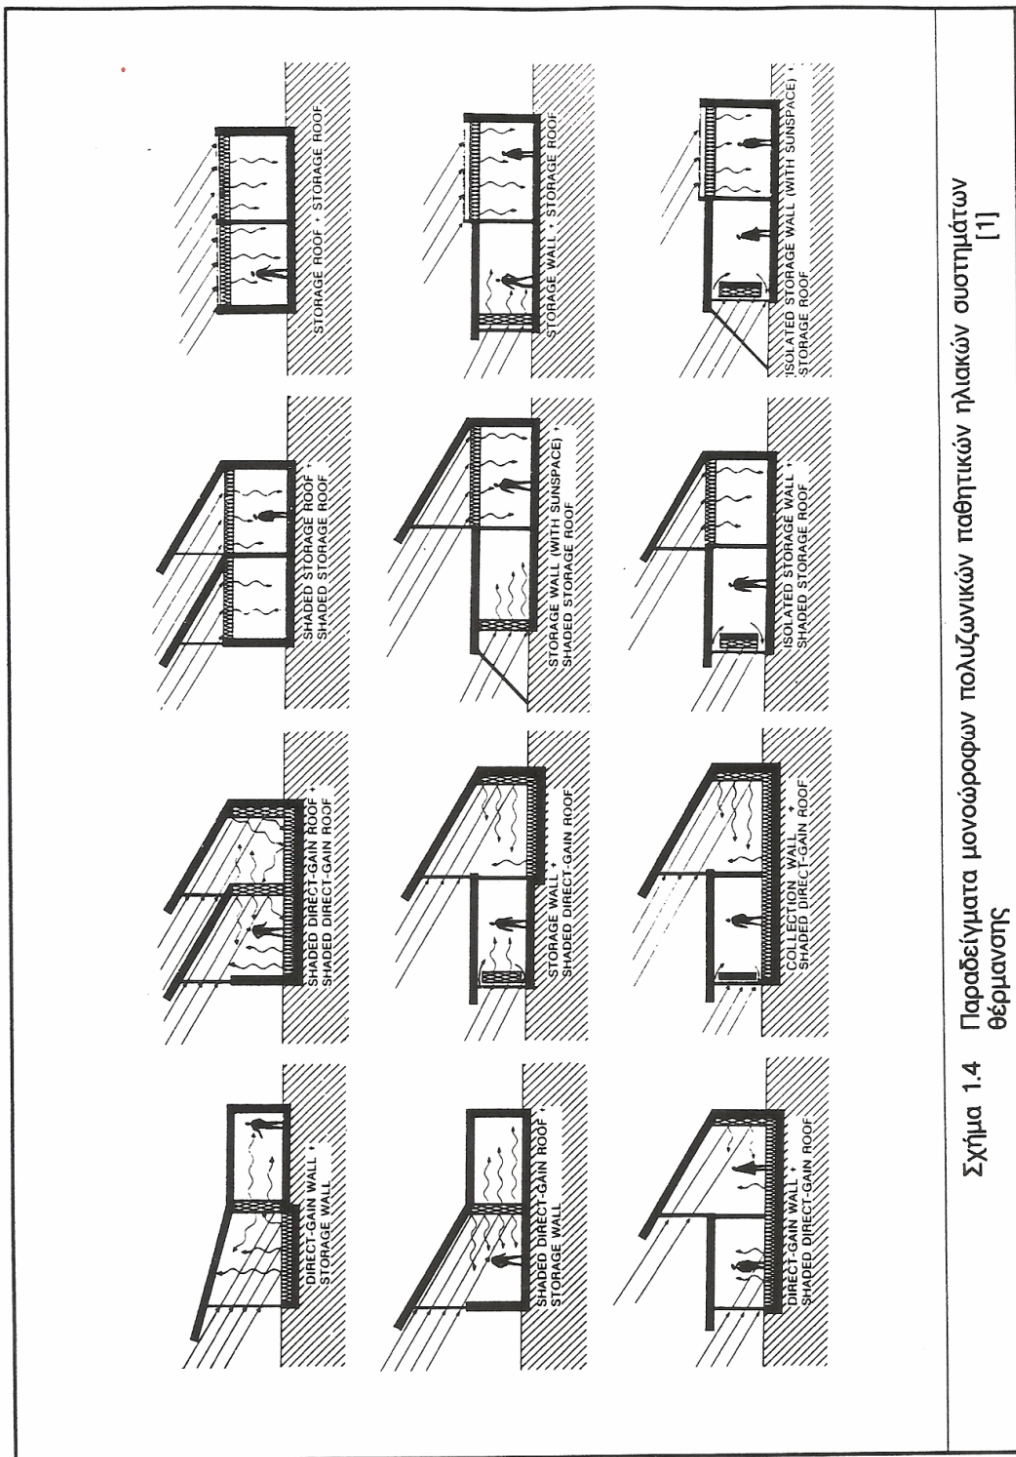 DIRECT-GAIN WALL +
STORAGE WALL
SHADED DIRECT-GAIN ROOF +
SHADED DIRECT-GAIN ROOF
SHADED STORAGE ROOF +
SHADED STORAGE ROOF
STORAGE ROOF + STORAGE ROOF
SHADED DIRECT-GAIN ROOF +
STORAGE WALL
STORAGE WALL +
SHADED DIRECT-GAIN ROOF
STORAGE WALL (WITH SUNSPACE) +
SHADED STORAGE ROOF
STORAGE WALL + STORAGE ROOF
DIRECT-GAIN WALL +
SHADED DIRECT-GAIN ROOF
COLLECTION WALL +
SHADED DIRECT-GAIN ROOF
ISOLATED STORAGE WALL +
SHADED STORAGE ROOF
ISOLATED STORAGE WALL (WITH SUNSPACE) +
STORAGE ROOF
Σχήμα 1.4 Παραδείγματα μονοώροφων πολυζωνικών παθητικών ηλιακών συστημάτων
θέρμανσης [1]